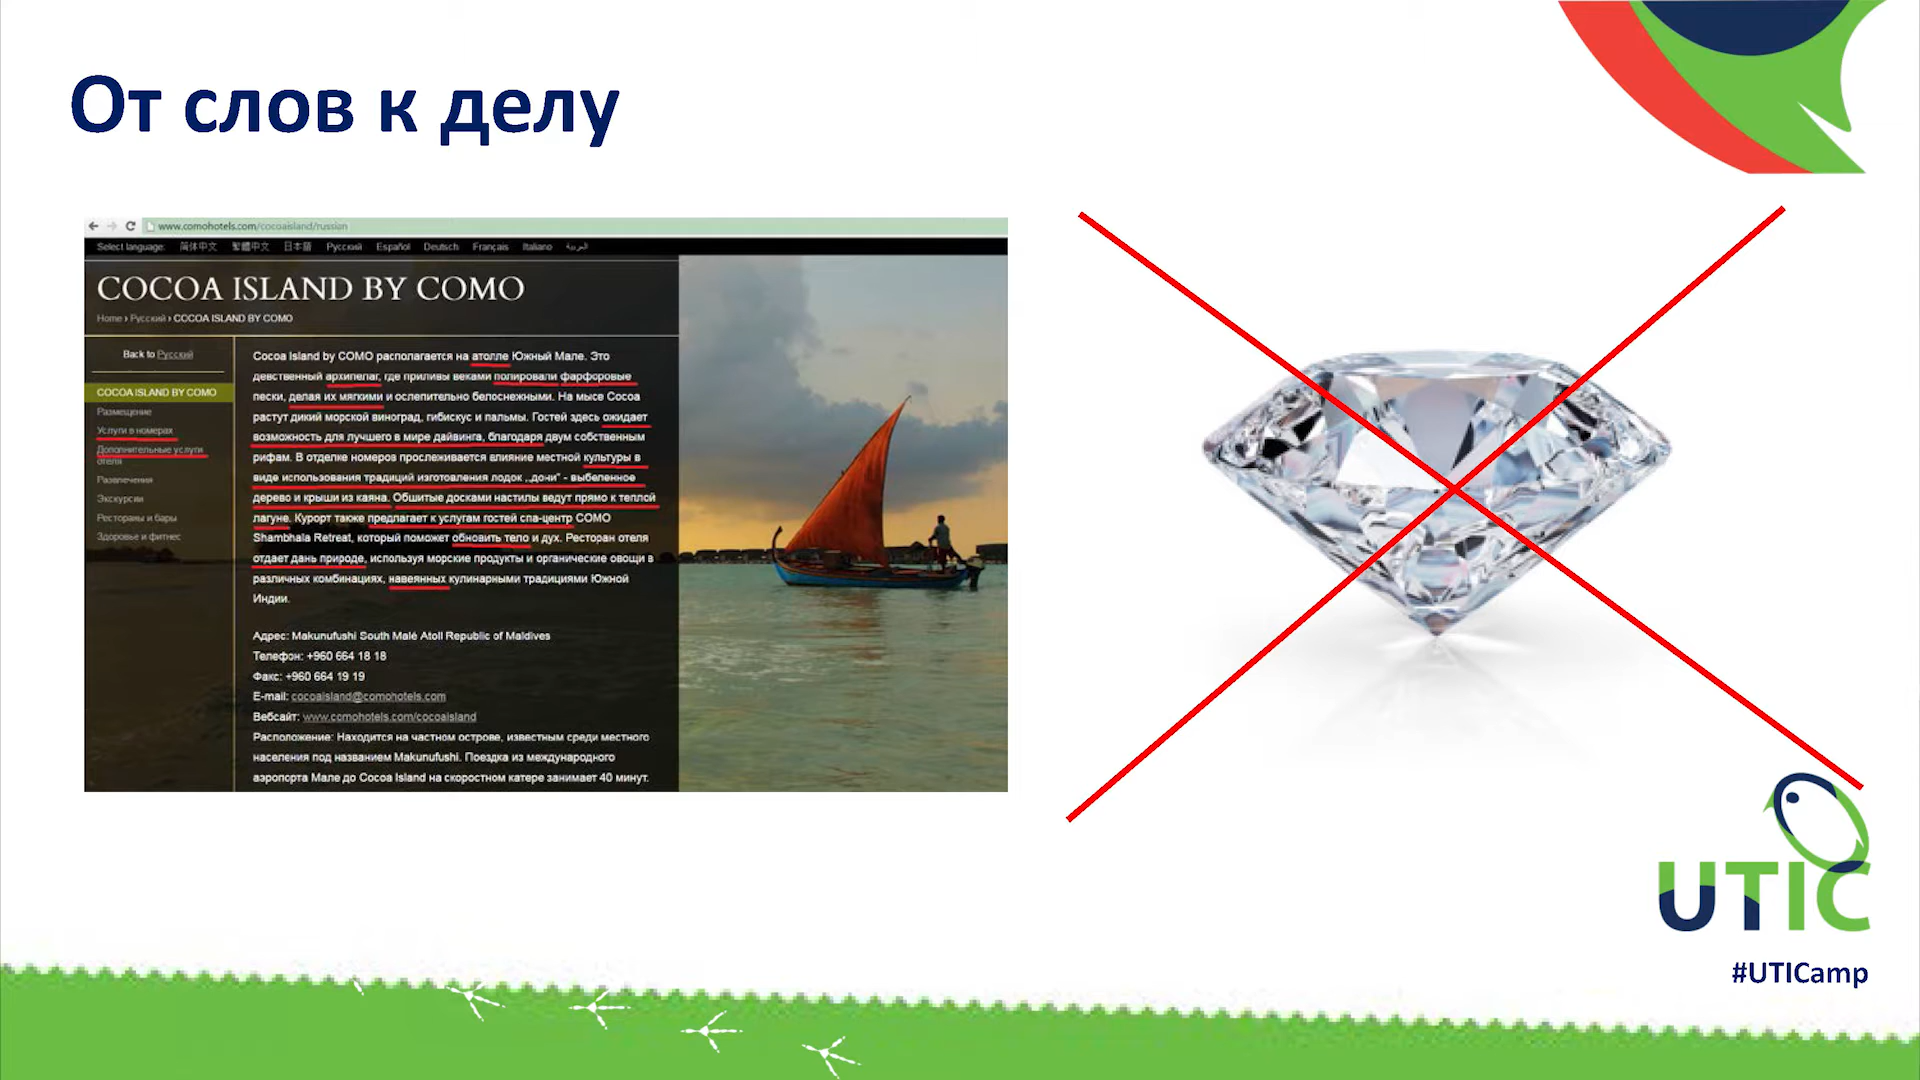 От слов к делу
www.comohotels.com/cocoaisland/russian
Select language: 简体中文 繁體中文 日本語 Русский Español Deutsch Français Italiano العربية
COCOA ISLAND BY COMO
Home › Русский › COCOA ISLAND BY COMO
Back to Русский
COCOA ISLAND BY COMO
Размещение
Услуги в номерах
Дополнительные услуги
отеля
Развлечения
Экскурсии
Рестораны и бары
Здоровье и фитнес
Cocoa Island by COMO располагается на атолле Южный Мале. Это
девственный архипелаг, где приливы веками полировали фарфоровые
пески, делая их мягкими и ослепительно белоснежными. На мысе Cocoa
растут дикий морской виноград, гибискус и пальмы. Гостей здесь ожидает
возможность для лучшего в мире дайвинга, благодаря двум собственным
рифам. В отделке номеров прослеживается влияние местной культуры в
виде использования традиций изготовления лодок ,,дони" - выбеленное
дерево и крыши из каяна. Обшитые досками настилы ведут прямо к теплой
лагуне. Курорт также предлагает к услугам гостей спа-центр COMO
Shambhala Retreat, который поможет обновить тело и дух. Ресторан отеля
отдает дань природе, используя морские продукты и органические овощи в
различных комбинациях, навеянных кулинарными традициями Южной
Индии.
Адрес: Makunufushi South Malé Atoll Republic of Maldives
Телефон: +960 664 18 18
Факс: +960 664 19 19
E-mail: cocoaisland@comohotels.com
Вебсайт: www.comohotels.com/cocoaisland
Расположение: Находится на частном острове, известным среди местного
населения под названием Makunufushi. Поездка из международного
аэропорта Мале до Cocoa Island на скоростном катере занимает 40 минут.
UTIC
#UTICamp